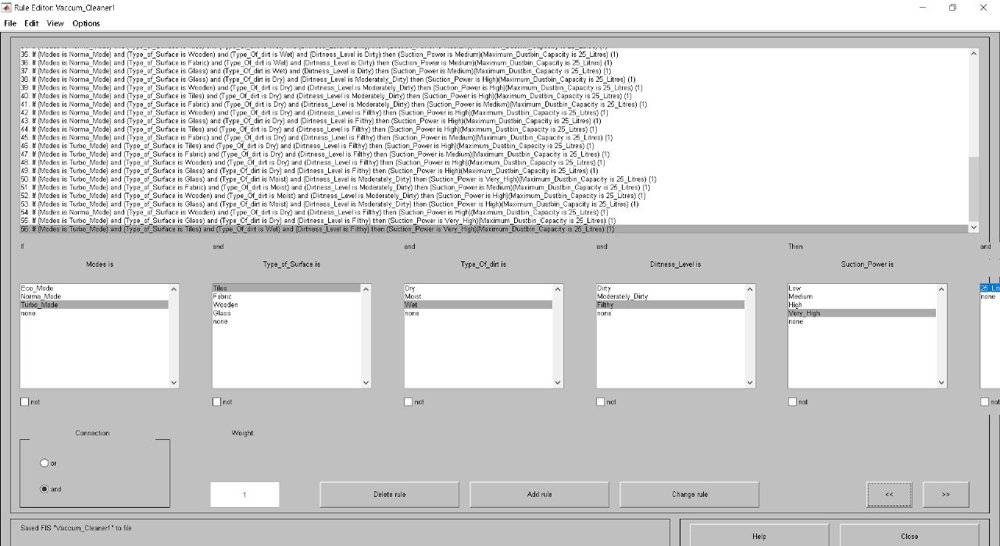 Rule Editor: Vaccum_Cleaner1
File Edit View Options
35. If (Modes is Norma_Mode) and (Type_of_Surface is Wooden) and (Type_Of_dirt is Wet) and (Dirtness_Level is Dirty) then (Suction_Power is Medium)(Maximum_Dustbin_Capacity is 25_Litres) (1)
36. If (Modes is Norma_Mode) and (Type_of_Surface is Fabric) and (Type_Of_dirt is Wet) and (Dirtness_Level is Dirty) then (Suction_Power is Medium)(Maximum_Dustbin_Capacity is 25_Litres) (1)
37. If (Modes is Norma_Mode) and (Type_of_Surface is Glass) and (Type_Of_dirt is Wet) and (Dirtness_Level is Dirty) then (Suction_Power is Medium)(Maximum_Dustbin_Capacity is 25_Litres) (1)
38. If (Modes is Norma_Mode) and (Type_of_Surface is Glass) and (Type_Of_dirt is Dry) and (Dirtness_Level is Moderately_Dirty) then (Suction_Power is High)(Maximum_Dustbin_Capacity is 25_Litres) (1)
39. If (Modes is Norma_Mode) and (Type_of_Surface is Wooden) and (Type_Of_dirt is Dry) and (Dirtness_Level is Moderately_Dirty) then (Suction_Power is High)(Maximum_Dustbin_Capacity is 25_Litres) (1)
40. If (Modes is Norma_Mode) and (Type_of_Surface is Tiles) and (Type_Of_dirt is Dry) and (Dirtness_Level is Moderately_Dirty) then (Suction_Power is High)(Maximum_Dustbin_Capacity is 25_Litres) (1)
41. If (Modes is Norma_Mode) and (Type_of_Surface is Fabric) and (Type_Of_dirt is Dry) and (Dirtness_Level is Moderately_Dirty) then (Suction_Power is Medium)(Maximum_Dustbin_Capacity is 25_Litres) (1)
42. If (Modes is Norma_Mode) and (Type_of_Surface is Wooden) and (Type_Of_dirt is Dry) and (Dirtness_Level is Filthy) then (Suction_Power is High)(Maximum_Dustbin_Capacity is 25_Litres) (1)
43. If (Modes is Norma_Mode) and (Type_of_Surface is Glass) and (Type_Of_dirt is Dry) and (Dirtness_Level is Filthy) then (Suction_Power is High)(Maximum_Dustbin_Capacity is 25_Litres) (1)
44. If (Modes is Norma_Mode) and (Type_of_Surface is Tiles) and (Type_Of_dirt is Dry) and (Dirtness_Level is Filthy) then (Suction_Power is High)(Maximum_Dustbin_Capacity is 25_Litres) (1)
45. If (Modes is Norma_Mode) and (Type_of_Surface is Fabric) and (Type_Of_dirt is Dry) and (Dirtness_Level is Filthy) then (Suction_Power is High)(Maximum_Dustbin_Capacity is 25_Litres) (1)
46. If (Modes is Turbo_Mode) and (Type_of_Surface is Tiles) and (Type_Of_dirt is Dry) and (Dirtness_Level is Filthy) then (Suction_Power is High)(Maximum_Dustbin_Capacity is 25_Litres) (1)
47. If (Modes is Turbo_Mode) and (Type_of_Surface is Fabric) and (Type_Of_dirt is Dry) and (Dirtness_Level is Filthy) then (Suction_Power is Medium)(Maximum_Dustbin_Capacity is 25_Litres) (1)
48. If (Modes is Turbo_Mode) and (Type_of_Surface is Wooden) and (Type_Of_dirt is Dry) and (Dirtness_Level is Filthy) then (Suction_Power is High)(Maximum_Dustbin_Capacity is 25_Litres) (1)
49. If (Modes is Turbo_Mode) and (Type_of_Surface is Glass) and (Type_Of_dirt is Dry) and (Dirtness_Level is Filthy) then (Suction_Power is High)(Maximum_Dustbin_Capacity is 25_Litres) (1)
50. If (Modes is Turbo_Mode) and (Type_of_Surface is Glass) and (Type_Of_dirt is Moist) and (Dirtness_Level is Moderately_Dirty) then (Suction_Power is Very_High)(Maximum_Dustbin_Capacity is 25_Litres) (1)
51. If (Modes is Turbo_Mode) and (Type_of_Surface is Fabric) and (Type_Of_dirt is Moist) and (Dirtness_Level is Moderately_Dirty) then (Suction_Power is Medium)(Maximum_Dustbin_Capacity is 25_Litres) (1)
52. If (Modes is Turbo_Mode) and (Type_of_Surface is Wooden) and (Type_Of_dirt is Moist) and (Dirtness_Level is Moderately_Dirty) then (Suction_Power is High)(Maximum_Dustbin_Capacity is 25_Litres) (1)
53. If (Modes is Turbo_Mode) and (Type_of_Surface is Glass) and (Type_Of_dirt is Moist) and (Dirtness_Level is Moderately_Dirty) then (Suction_Power is High)(Maximum_Dustbin_Capacity is 25_Litres) (1)
54. If (Modes is Norma_Mode) and (Type_of_Surface is Wooden) and (Type_Of_dirt is Dry) and (Dirtness_Level is Filthy) then (Suction_Power is High)(Maximum_Dustbin_Capacity is 25_Litres) (1)
55. If (Modes is Turbo_Mode) and (Type_of_Surface is Glass) and (Type_Of_dirt is Dry) and (Dirtness_Level is Filthy) then (Suction_Power is Very_High)(Maximum_Dustbin_Capacity is 25_Litres) (1)
56. If (Modes is Turbo_Mode) and (Type_of_Surface is Tiles) and (Type_Of_dirt is Wet) and (Dirtness_Level is Filthy) then (Suction_Power is Very_High)(Maximum_Dustbin_Capacity is 25_Litres) (1)
If and and and Then and
Modes is Type_of_Surface is Type_Of_dirt is Dirtness_Level is Suction_Power is
Eco_Mode Tiles Dry Dirty Low 25_Lit
Norma_Mode Fabric Moist Moderately_Dirty Medium none
Turbo_Mode Wooden Wet Filthy High
none Glass none none Very_High
none none
not not not not not not
Connection Weight:
or
and 1 Delete rule Add rule Change rule << >>
Saved FIS "Vaccum_Cleaner1" to file
Help Close